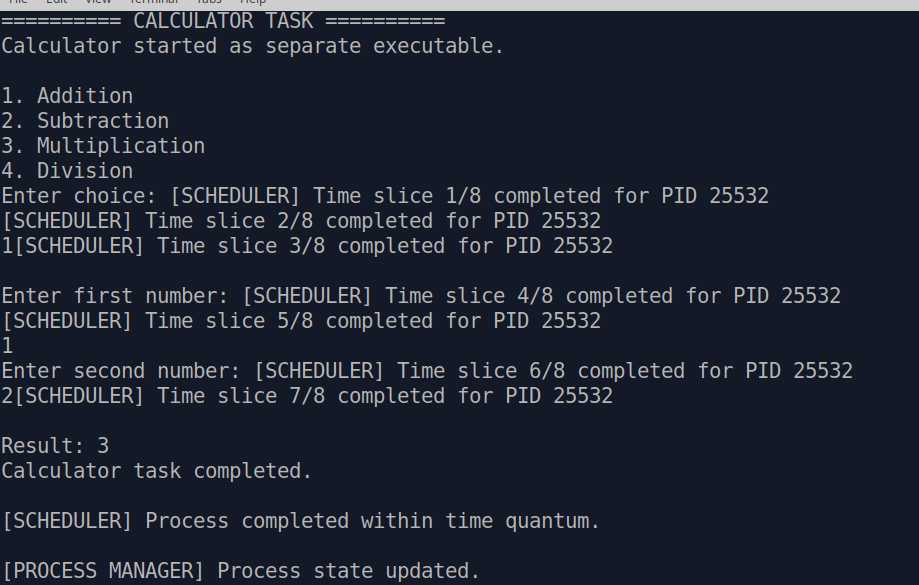 File Edit View Terminal Tabs Help
========== CALCULATOR TASK ==========
Calculator started as separate executable.
1. Addition
2. Subtraction
3. Multiplication
4. Division
Enter choice: [SCHEDULER] Time slice 1/8 completed for PID 25532
[SCHEDULER] Time slice 2/8 completed for PID 25532
1[SCHEDULER] Time slice 3/8 completed for PID 25532
Enter first number: [SCHEDULER] Time slice 4/8 completed for PID 25532
[SCHEDULER] Time slice 5/8 completed for PID 25532
1
Enter second number: [SCHEDULER] Time slice 6/8 completed for PID 25532
2[SCHEDULER] Time slice 7/8 completed for PID 25532
Result: 3
Calculator task completed.
[SCHEDULER] Process completed within time quantum.
[PROCESS MANAGER] Process state updated.